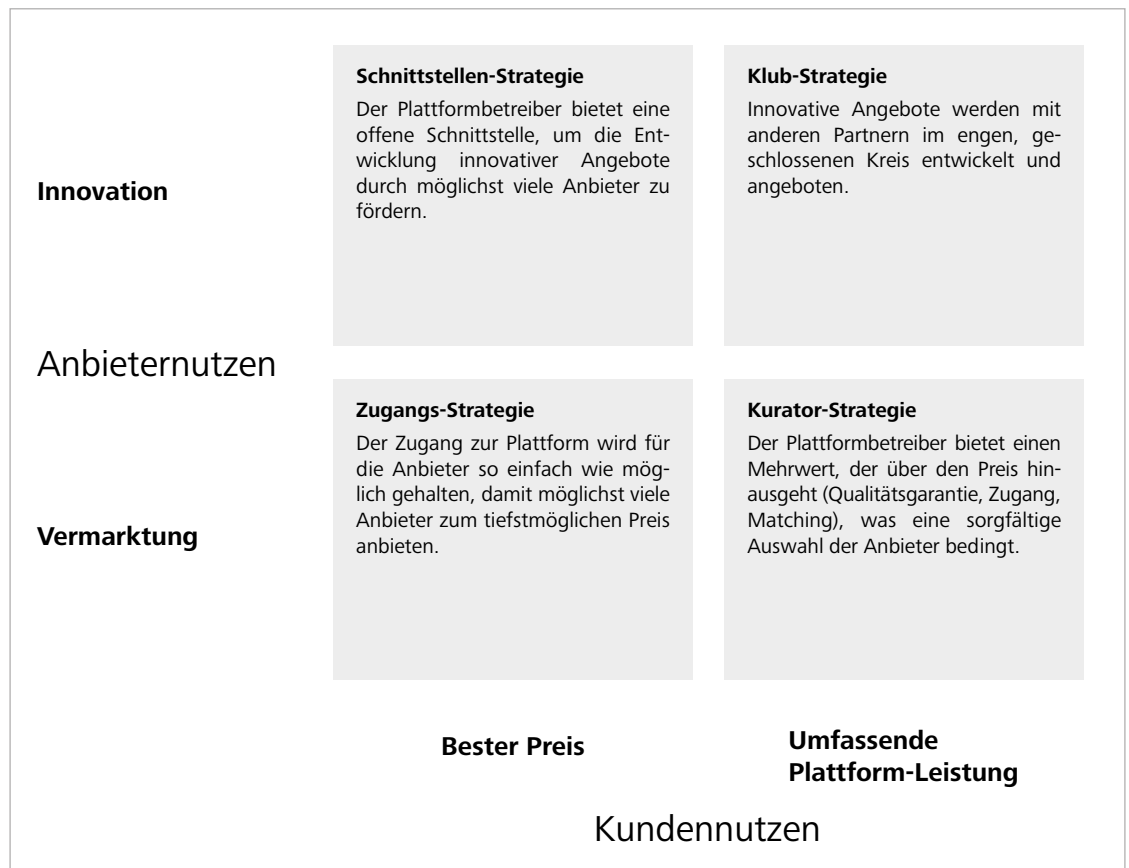 Schnittstellen-Strategie
Der Plattformbetreiber bietet eine
offene Schnittstelle, um die Ent-
wicklung innovativer Angebote
durch möglichst viele Anbieter zu
fördern.
Klub-Strategie
Innovative Angebote werden mit
anderen Partnern im engen, ge-
schlossenen Kreis entwickelt und
angeboten.
Innovation
Anbieternutzen
Zugangs-Strategie
Der Zugang zur Plattform wird für
die Anbieter so einfach wie mög-
lich gehalten, damit möglichst viele
Anbieter zum tiefstmöglichen Preis
anbieten.
Kurator-Strategie
Der Plattformbetreiber bietet einen
Mehrwert, der über den Preis hin-
ausgeht (Qualitätsgarantie, Zugang,
Matching), was eine sorgfältige
Auswahl der Anbieter bedingt.
Vermarktung
Bester Preis
Umfassende
Plattform-Leistung
Kundennutzen